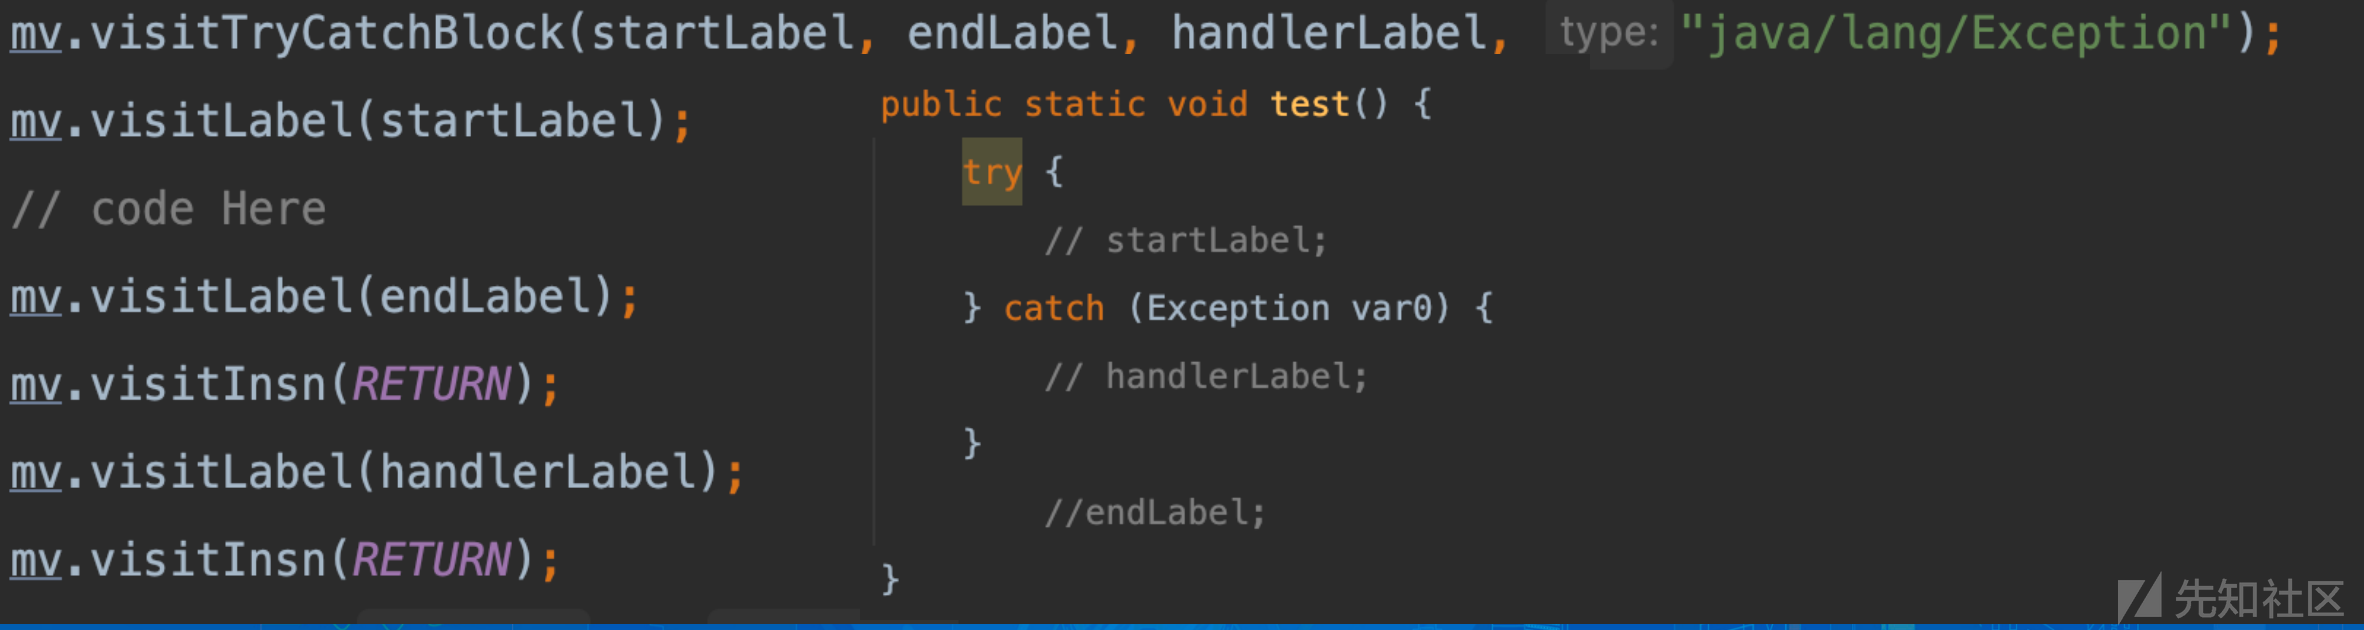 mv.visitTryCatchBlock(startLabel, endLabel, handlerLabel, type: "java/lang/Exception");
mv.visitLabel(startLabel);
// code Here
mv.visitLabel(endLabel);
mv.visitInsn(RETURN);
mv.visitLabel(handlerLabel);
mv.visitInsn(RETURN);
public static void test() {
try {
// startLabel;
} catch (Exception var0) {
// handlerLabel;
}
//endLabel;
}
先知社区